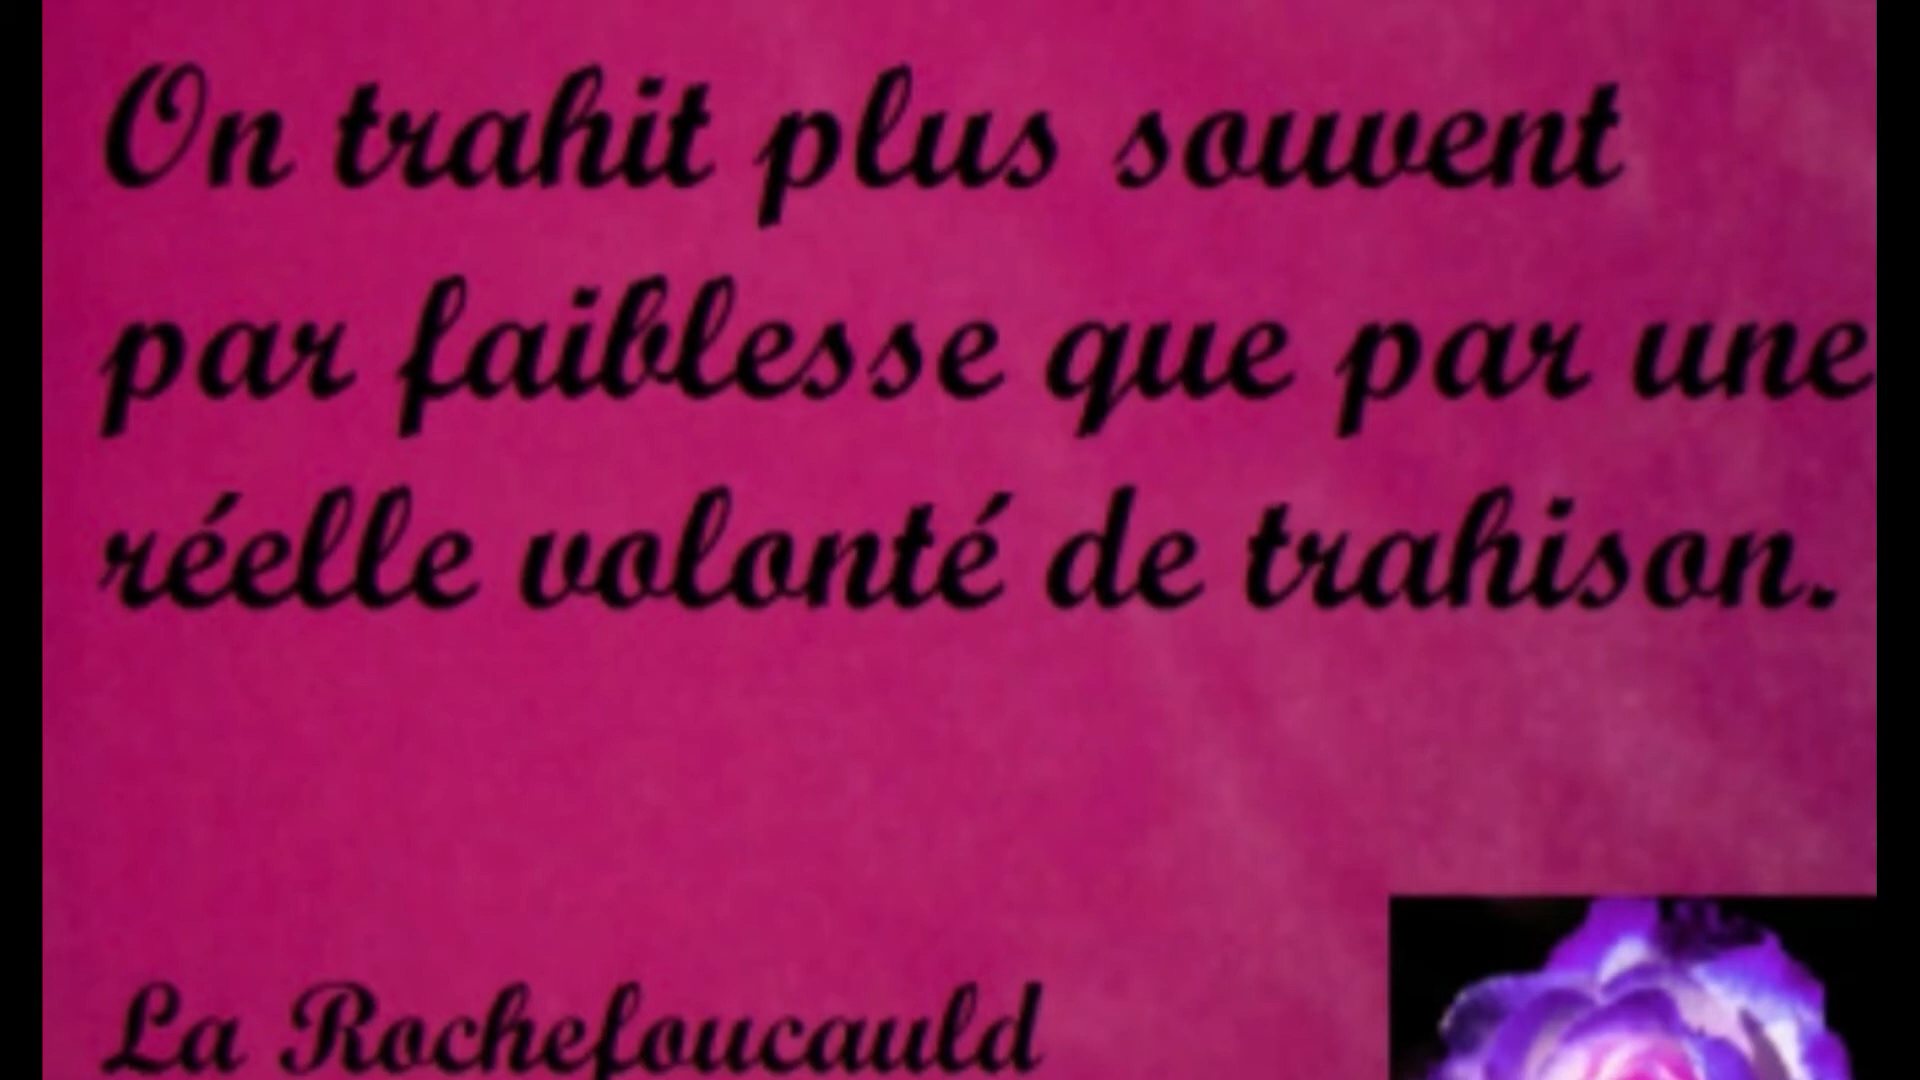 On trahit plus souvent
par faiblesse que par une
réelle volonté de trahison.
La Rochefoucauld